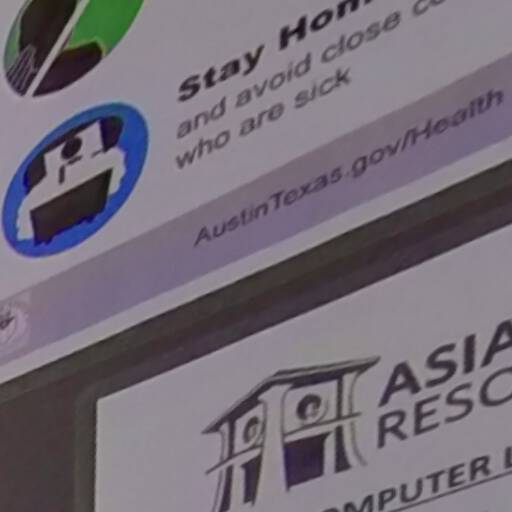 Stay Hom
and avoid close co
who are sick
AustinTexas.gov/Health
ASIA
RESO
OMPUTER L